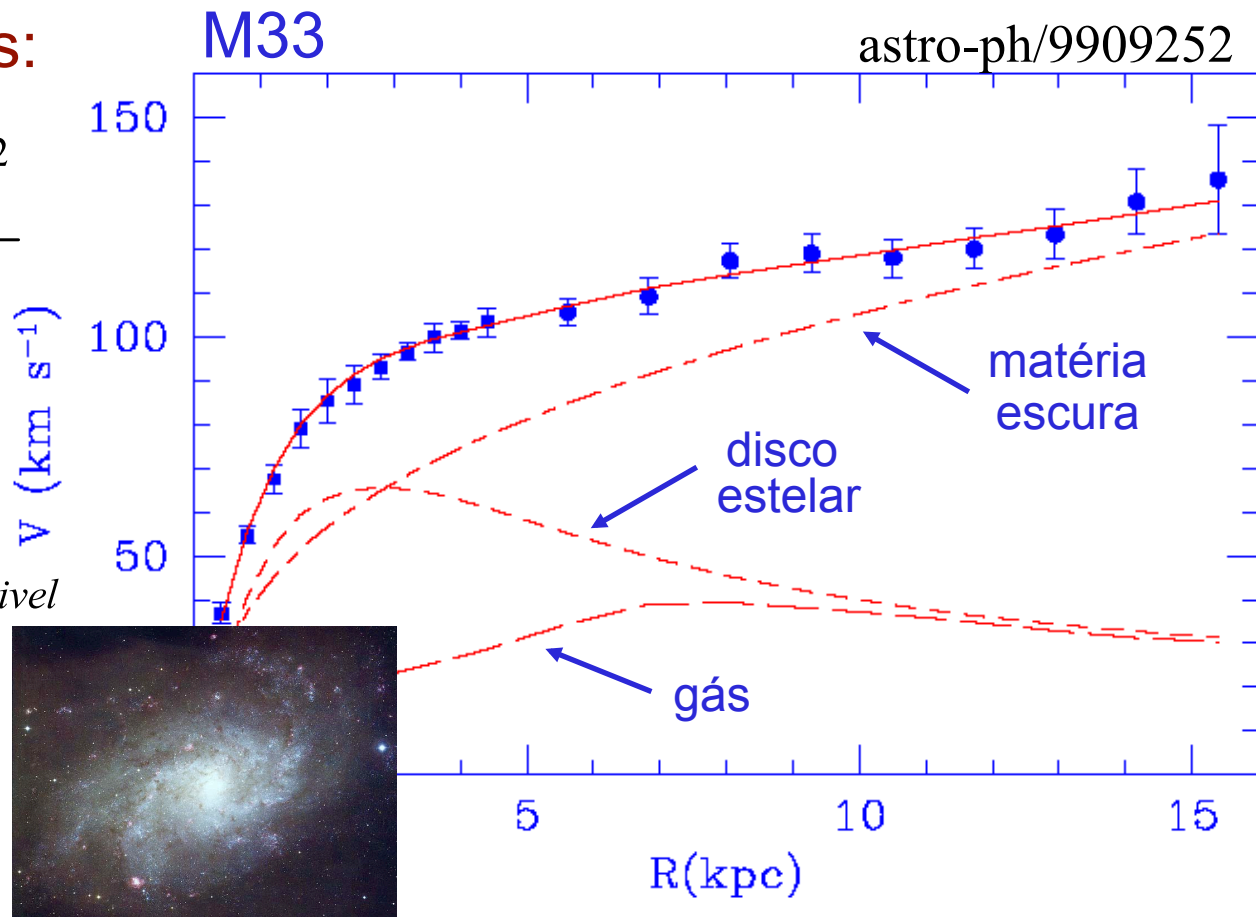 s:
M33
astro-ph/9909252
2
150
100
50
V (km s⁻¹)
matéria
escura
disco
estelar
gás
ivel
5
10
15
R(kpc)